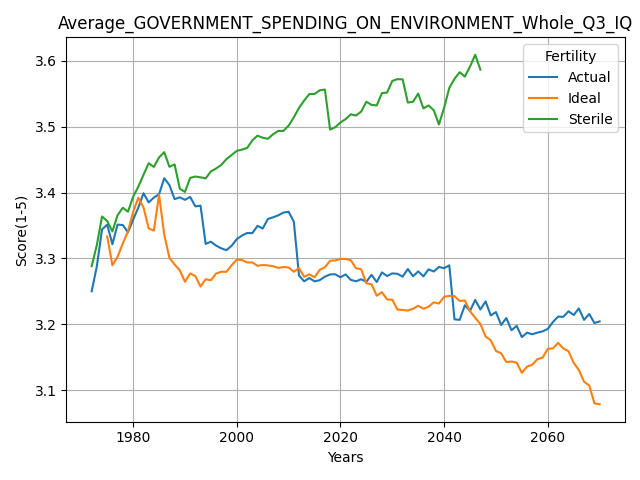 Average_GOVERNMENT_SPENDING_ON_ENVIRONMENT_Whole_Q3_IQ
Fertility
Actual
Ideal
Sterile
Score(1-5)
3.6
3.5
3.4
3.3
3.2
3.1
1980 2000 2020 2040 2060
Years